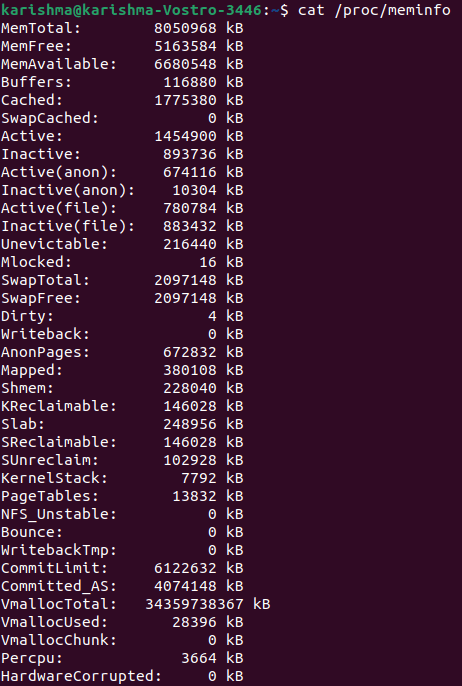 karishma@karishma-Vostro-3446:~$ cat /proc/meminfo
MemTotal:        8050968 kB
MemFree:         5163584 kB
MemAvailable:    6680548 kB
Buffers:          116880 kB
Cached:          1775380 kB
SwapCached:            0 kB
Active:          1454900 kB
Inactive:         893736 kB
Active(anon):     674116 kB
Inactive(anon):    10304 kB
Active(file):     780784 kB
Inactive(file):   883432 kB
Unevictable:      216440 kB
Mlocked:              16 kB
SwapTotal:       2097148 kB
SwapFree:        2097148 kB
Dirty:                 4 kB
Writeback:             0 kB
AnonPages:        672832 kB
Mapped:           380108 kB
Shmem:            228040 kB
KReclaimable:     146028 kB
Slab:             248956 kB
SReclaimable:     146028 kB
SUnreclaim:       102928 kB
KernelStack:        7792 kB
PageTables:        13832 kB
NFS_Unstable:          0 kB
Bounce:                0 kB
WritebackTmp:          0 kB
CommitLimit:     6122632 kB
Committed_AS:    4074148 kB
VmallocTotal:   34359738367 kB
VmallocUsed:       28396 kB
VmallocChunk:          0 kB
Percpu:             3664 kB
HardwareCorrupted:     0 kB